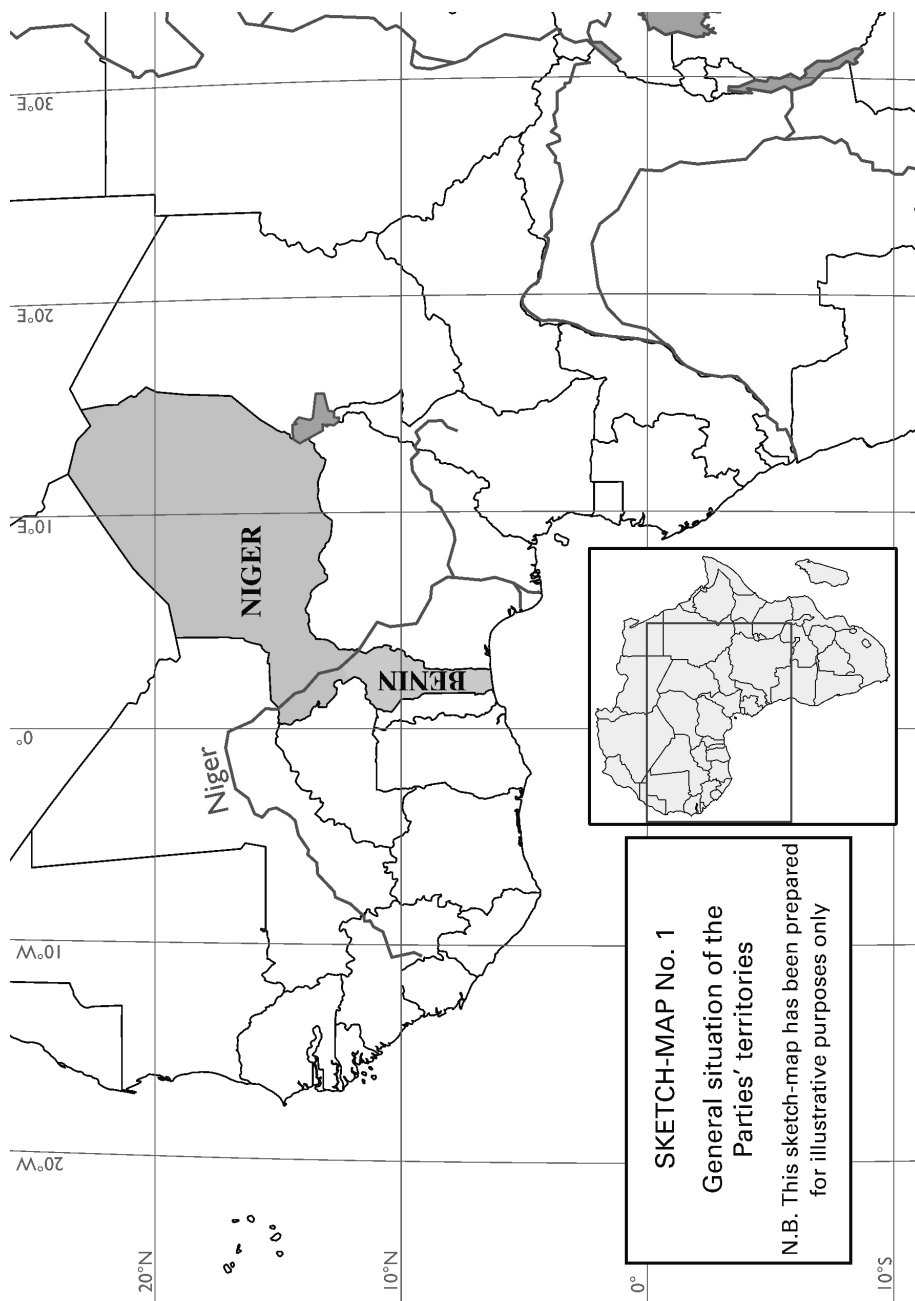 30°E
20°E
10°E
0°
10°W
20°W
20°N
10°N
0°
10°S
NIGER
BENIN
Niger
SKETCH-MAP No. 1
General situation of the
Parties’ territories
N.B. This sketch-map has been prepared
for illustrative purposes only